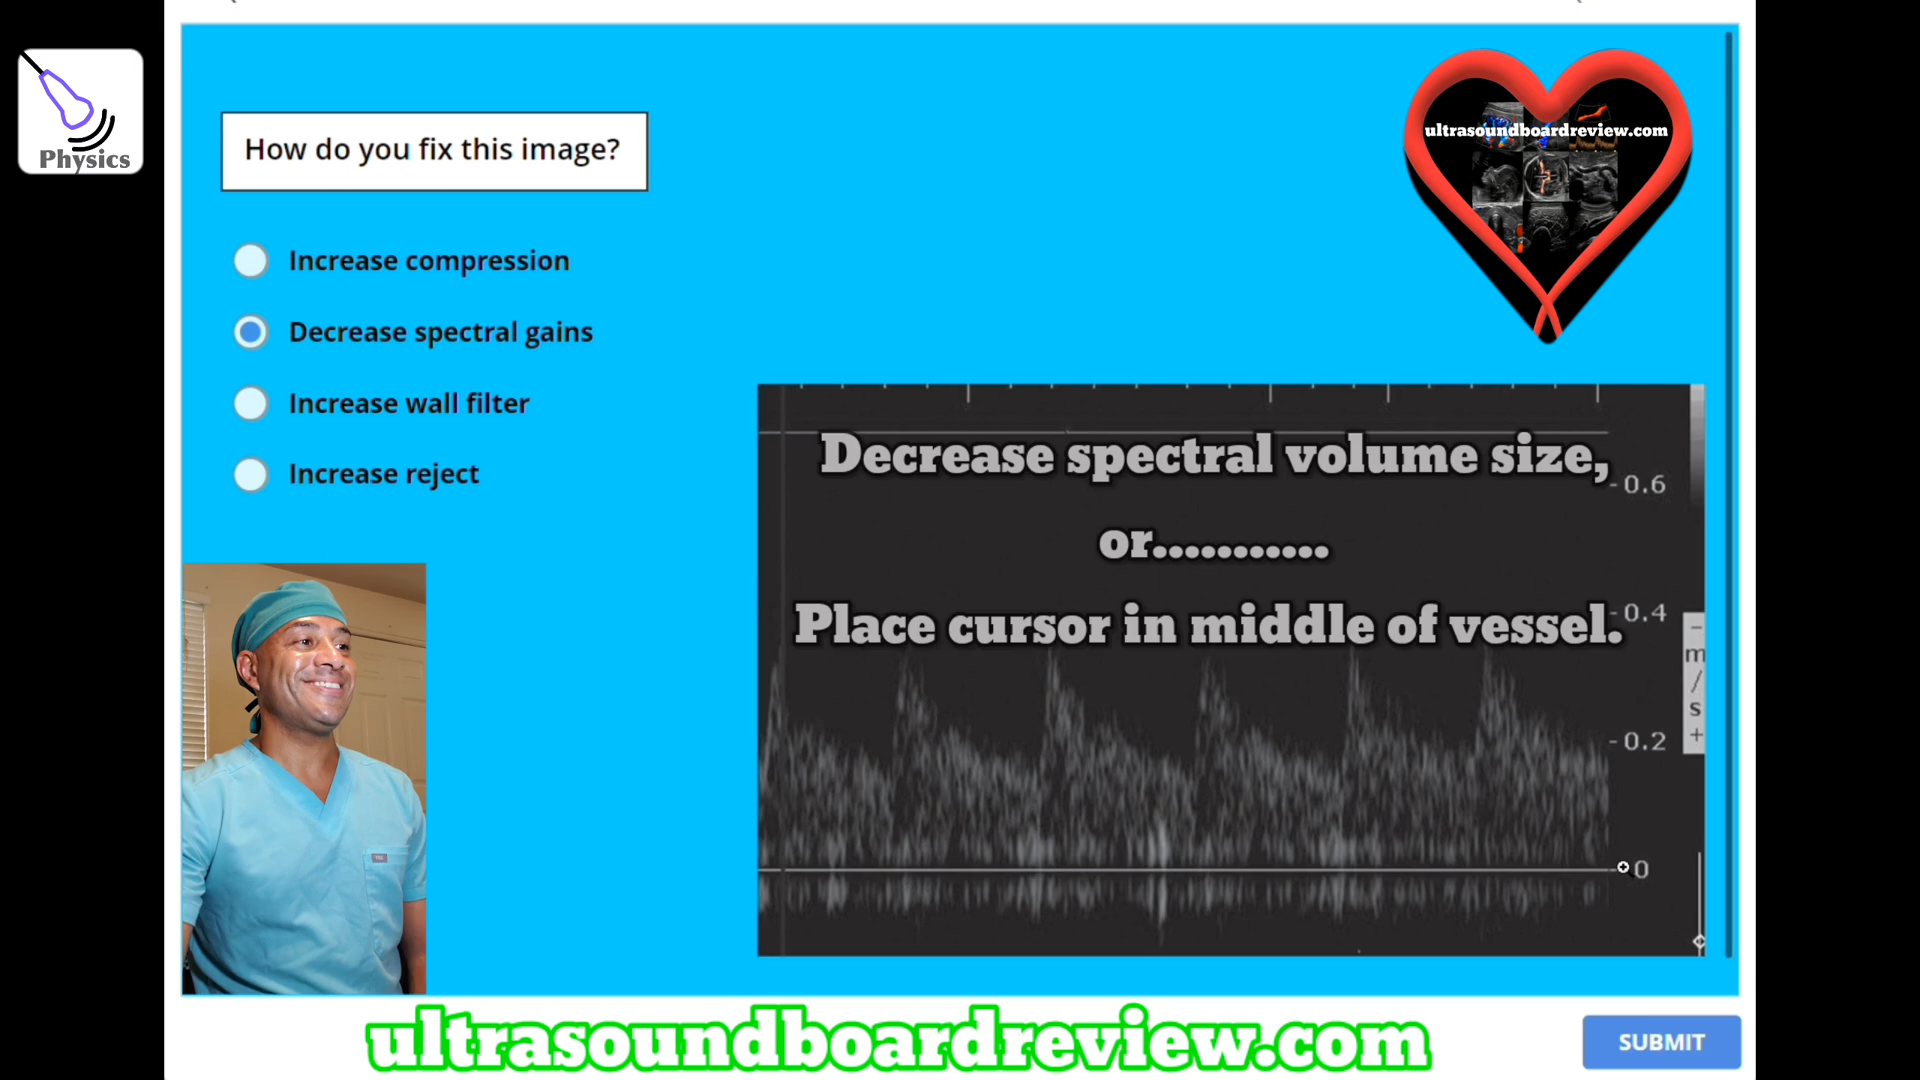 Physics
How do you fix this image?
Increase compression
Decrease spectral gains
Increase wall filter
Increase reject
ultrasoundboardreview.com
Decrease spectral volume size,
or...........
Place cursor in middle of vessel.
- 0.6
- 0.4
- 0.2
- 0
-
m
/
s
+
ultrasoundboardreview.com
SUBMIT